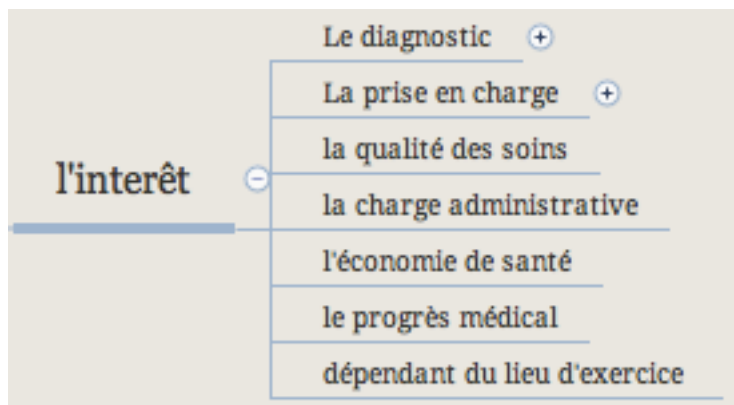 Le diagnostic
La prise en charge
la qualité des soins
l'interêt
la charge administrative
l'économie de santé
le progrès médical
dépendant du lieu d'exercice